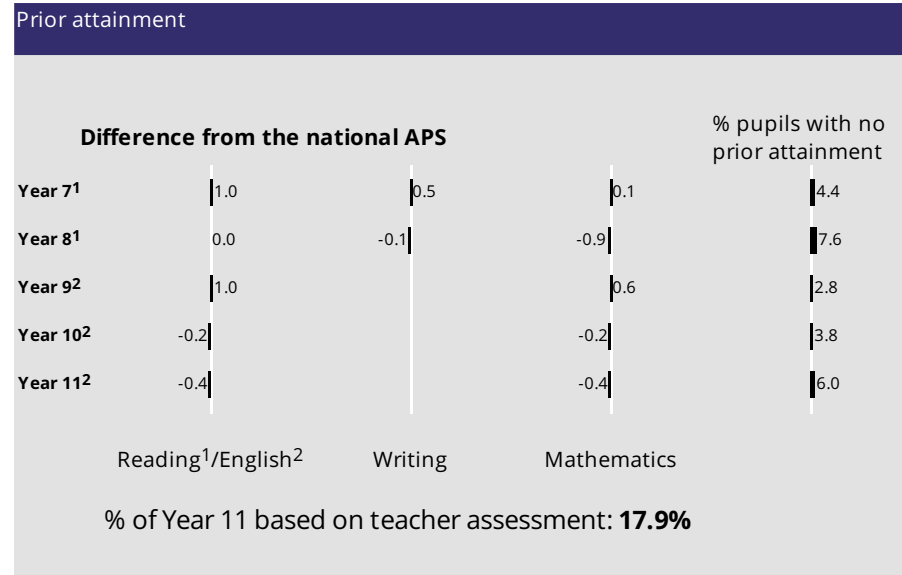 Prior attainment
Difference from the national APS
% pupils with no
prior attainment
Year 7¹ 1.0 0.5 0.1 4.4
Year 8¹ 0.0 -0.1 -0.9 7.6
Year 9² 1.0 0.6 2.8
Year 10² -0.2 -0.2 3.8
Year 11² -0.4 -0.4 6.0
Reading¹/English² Writing Mathematics
% of Year 11 based on teacher assessment: 17.9%